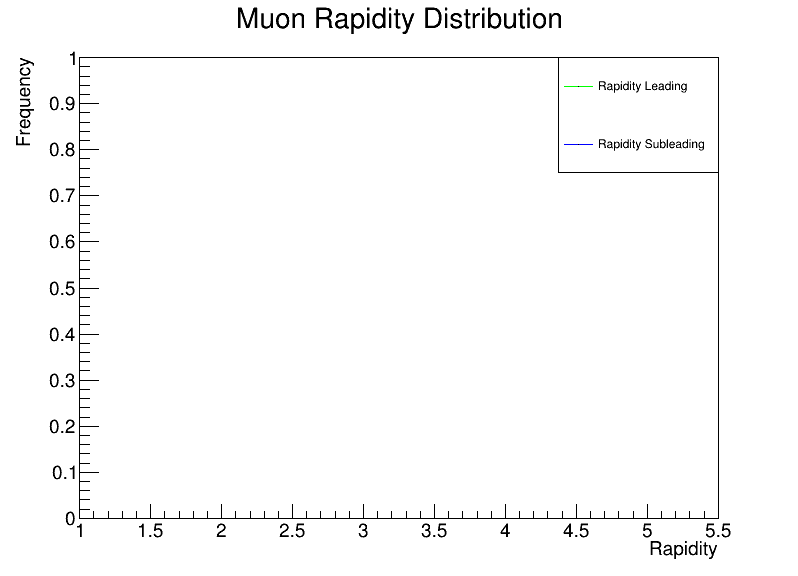 Muon Rapidity Distribution
Frequency
1
0.9
0.8
0.7
0.6
0.5
0.4
0.3
0.2
0.1
0
Rapidity Leading
Rapidity Subleading
1 1.5 2 2.5 3 3.5 4 4.5 5 5.5
Rapidity